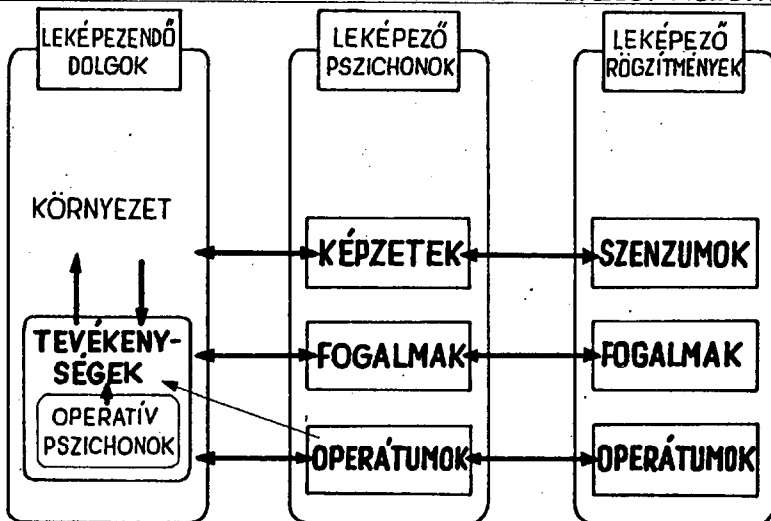 LEKÉPEZENDŐ
DOLGOK
KÖRNYEZET
TEVÉKENY-
SÉGEK
OPERATÍV
PSZICHONOK
LEKÉPEZŐ
PSZICHONOK
KÉPZETEK
FOGALMAK
OPERÁTUMOK
LEKÉPEZŐ
RÖGZÍTMÉNYEK
SZENZUMOK
FOGALMAK
OPERÁTUMOK